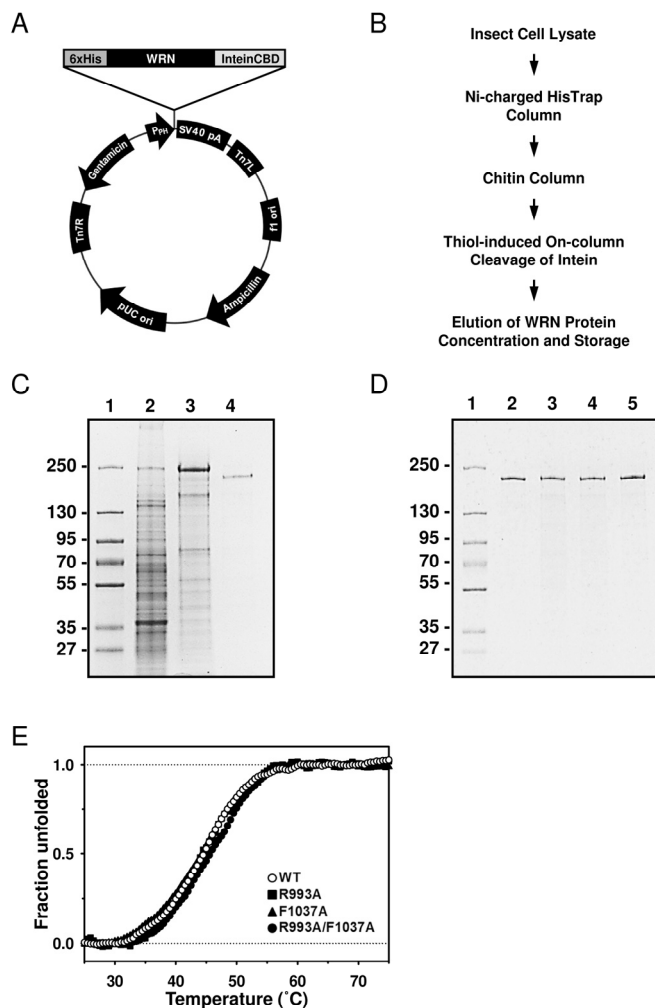 A
6xHis WRN InteinCBD
PPH
SV40 pA
Tn7L
f1 ori
Ampicillin
pUC ori
Tn7R
Gentamicin
B
Insect Cell Lysate
Ni-charged HisTrap
Column
Chitin Column
Thiol-induced On-column
Cleavage of Intein
Elution of WRN Protein
Concentration and Storage
C
1 2 3 4
250
130
95
70
55
35
27
D
1 2 3 4 5
250
130
95
70
55
35
27
E
Fraction unfolded
1.0
0.5
0.0
WT
R993A
F1037A
R993A/F1037A
30 40 50 60 70
Temperature (˚C)